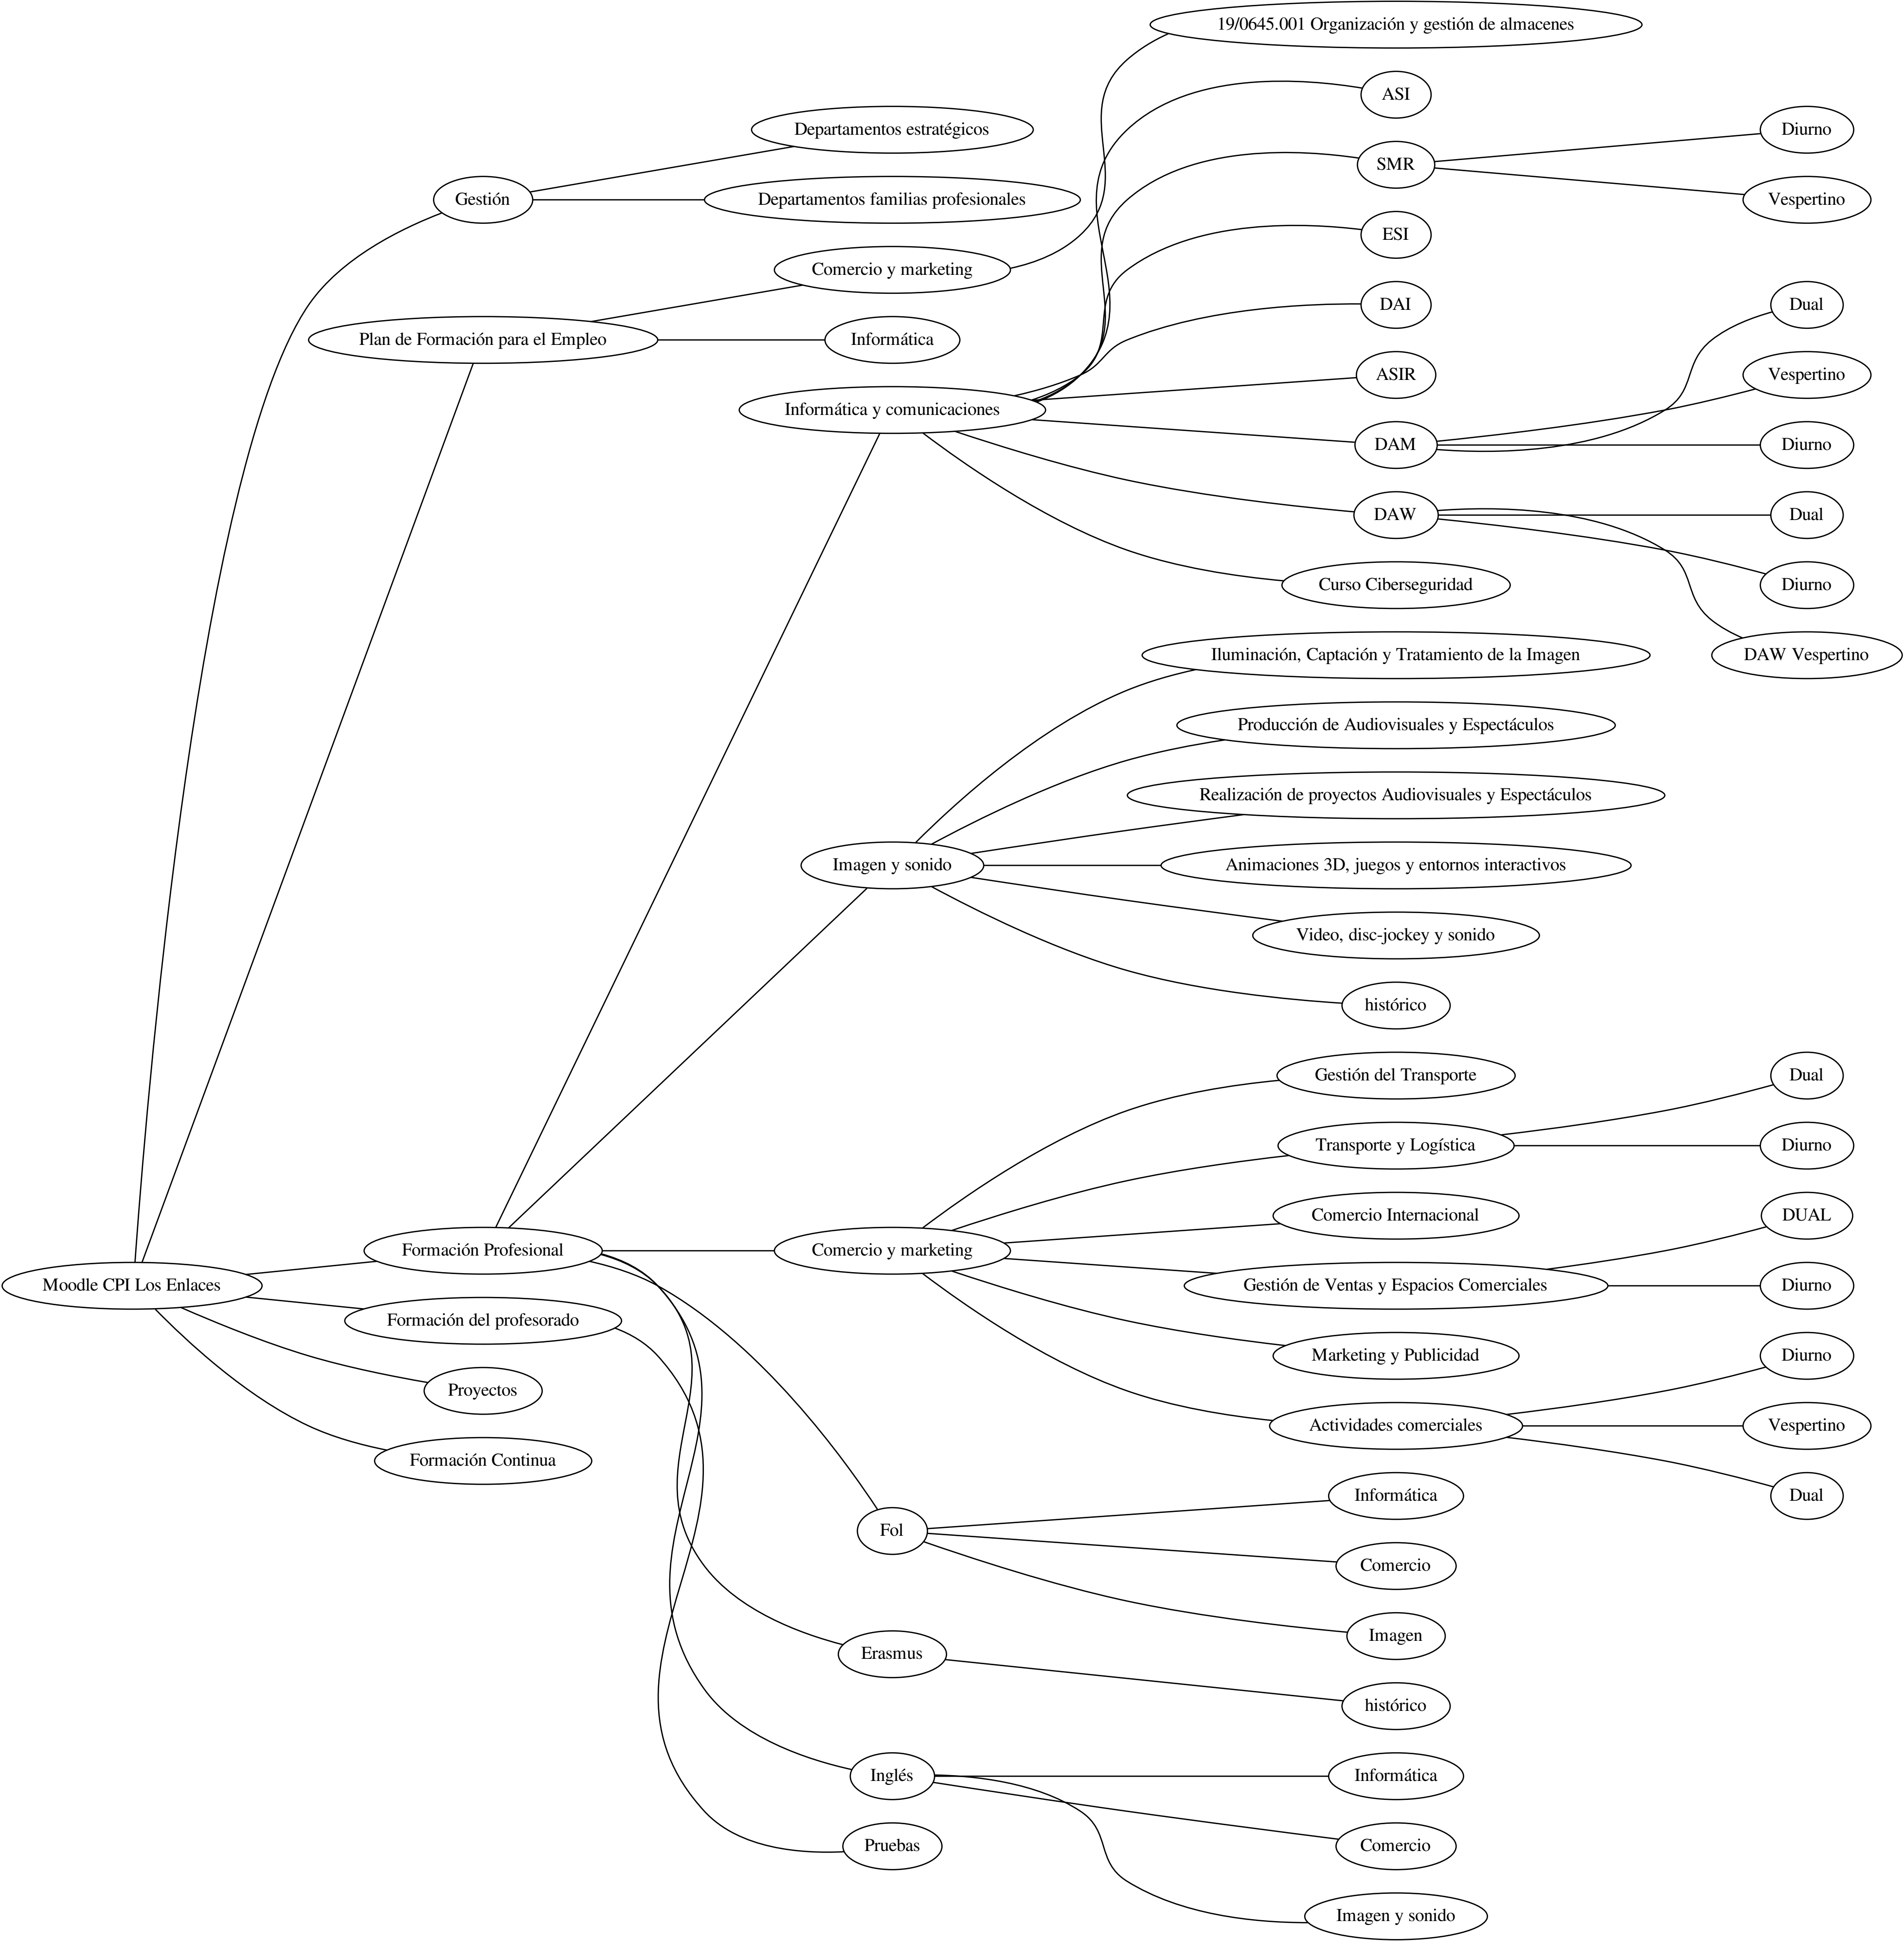 19/0645.001 Organización y gestión de almacenes
ASI
Departamentos estratégicos
Diurno
SMR
Gestión
Departamentos familias profesionales
Vespertino
ESI
Comercio y marketing
DAI
Dual
Plan de Formación para el Empleo
Informática
ASIR
Vespertino
Informática y comunicaciones
DAM
Diurno
DAW
Dual
Curso Ciberseguridad
Diurno
Iluminación, Captación y Tratamiento de la Imagen
DAW Vespertino
Producción de Audiovisuales y Espectáculos
Realización de proyectos Audiovisuales y Espectáculos
Imagen y sonido
Animaciones 3D, juegos y entornos interactivos
Video, disc-jockey y sonido
histórico
Gestión del Transporte
Dual
Transporte y Logística
Diurno
Comercio Internacional
DUAL
Formación Profesional
Comercio y marketing
Moodle CPI Los Enlaces
Gestión de Ventas y Espacios Comerciales
Diurno
Formación del profesorado
Marketing y Publicidad
Diurno
Proyectos
Actividades comerciales
Vespertino
Formación Continua
Informática
Dual
Fol
Comercio
Imagen
Erasmus
histórico
Inglés
Informática
Pruebas
Comercio
Imagen y sonido